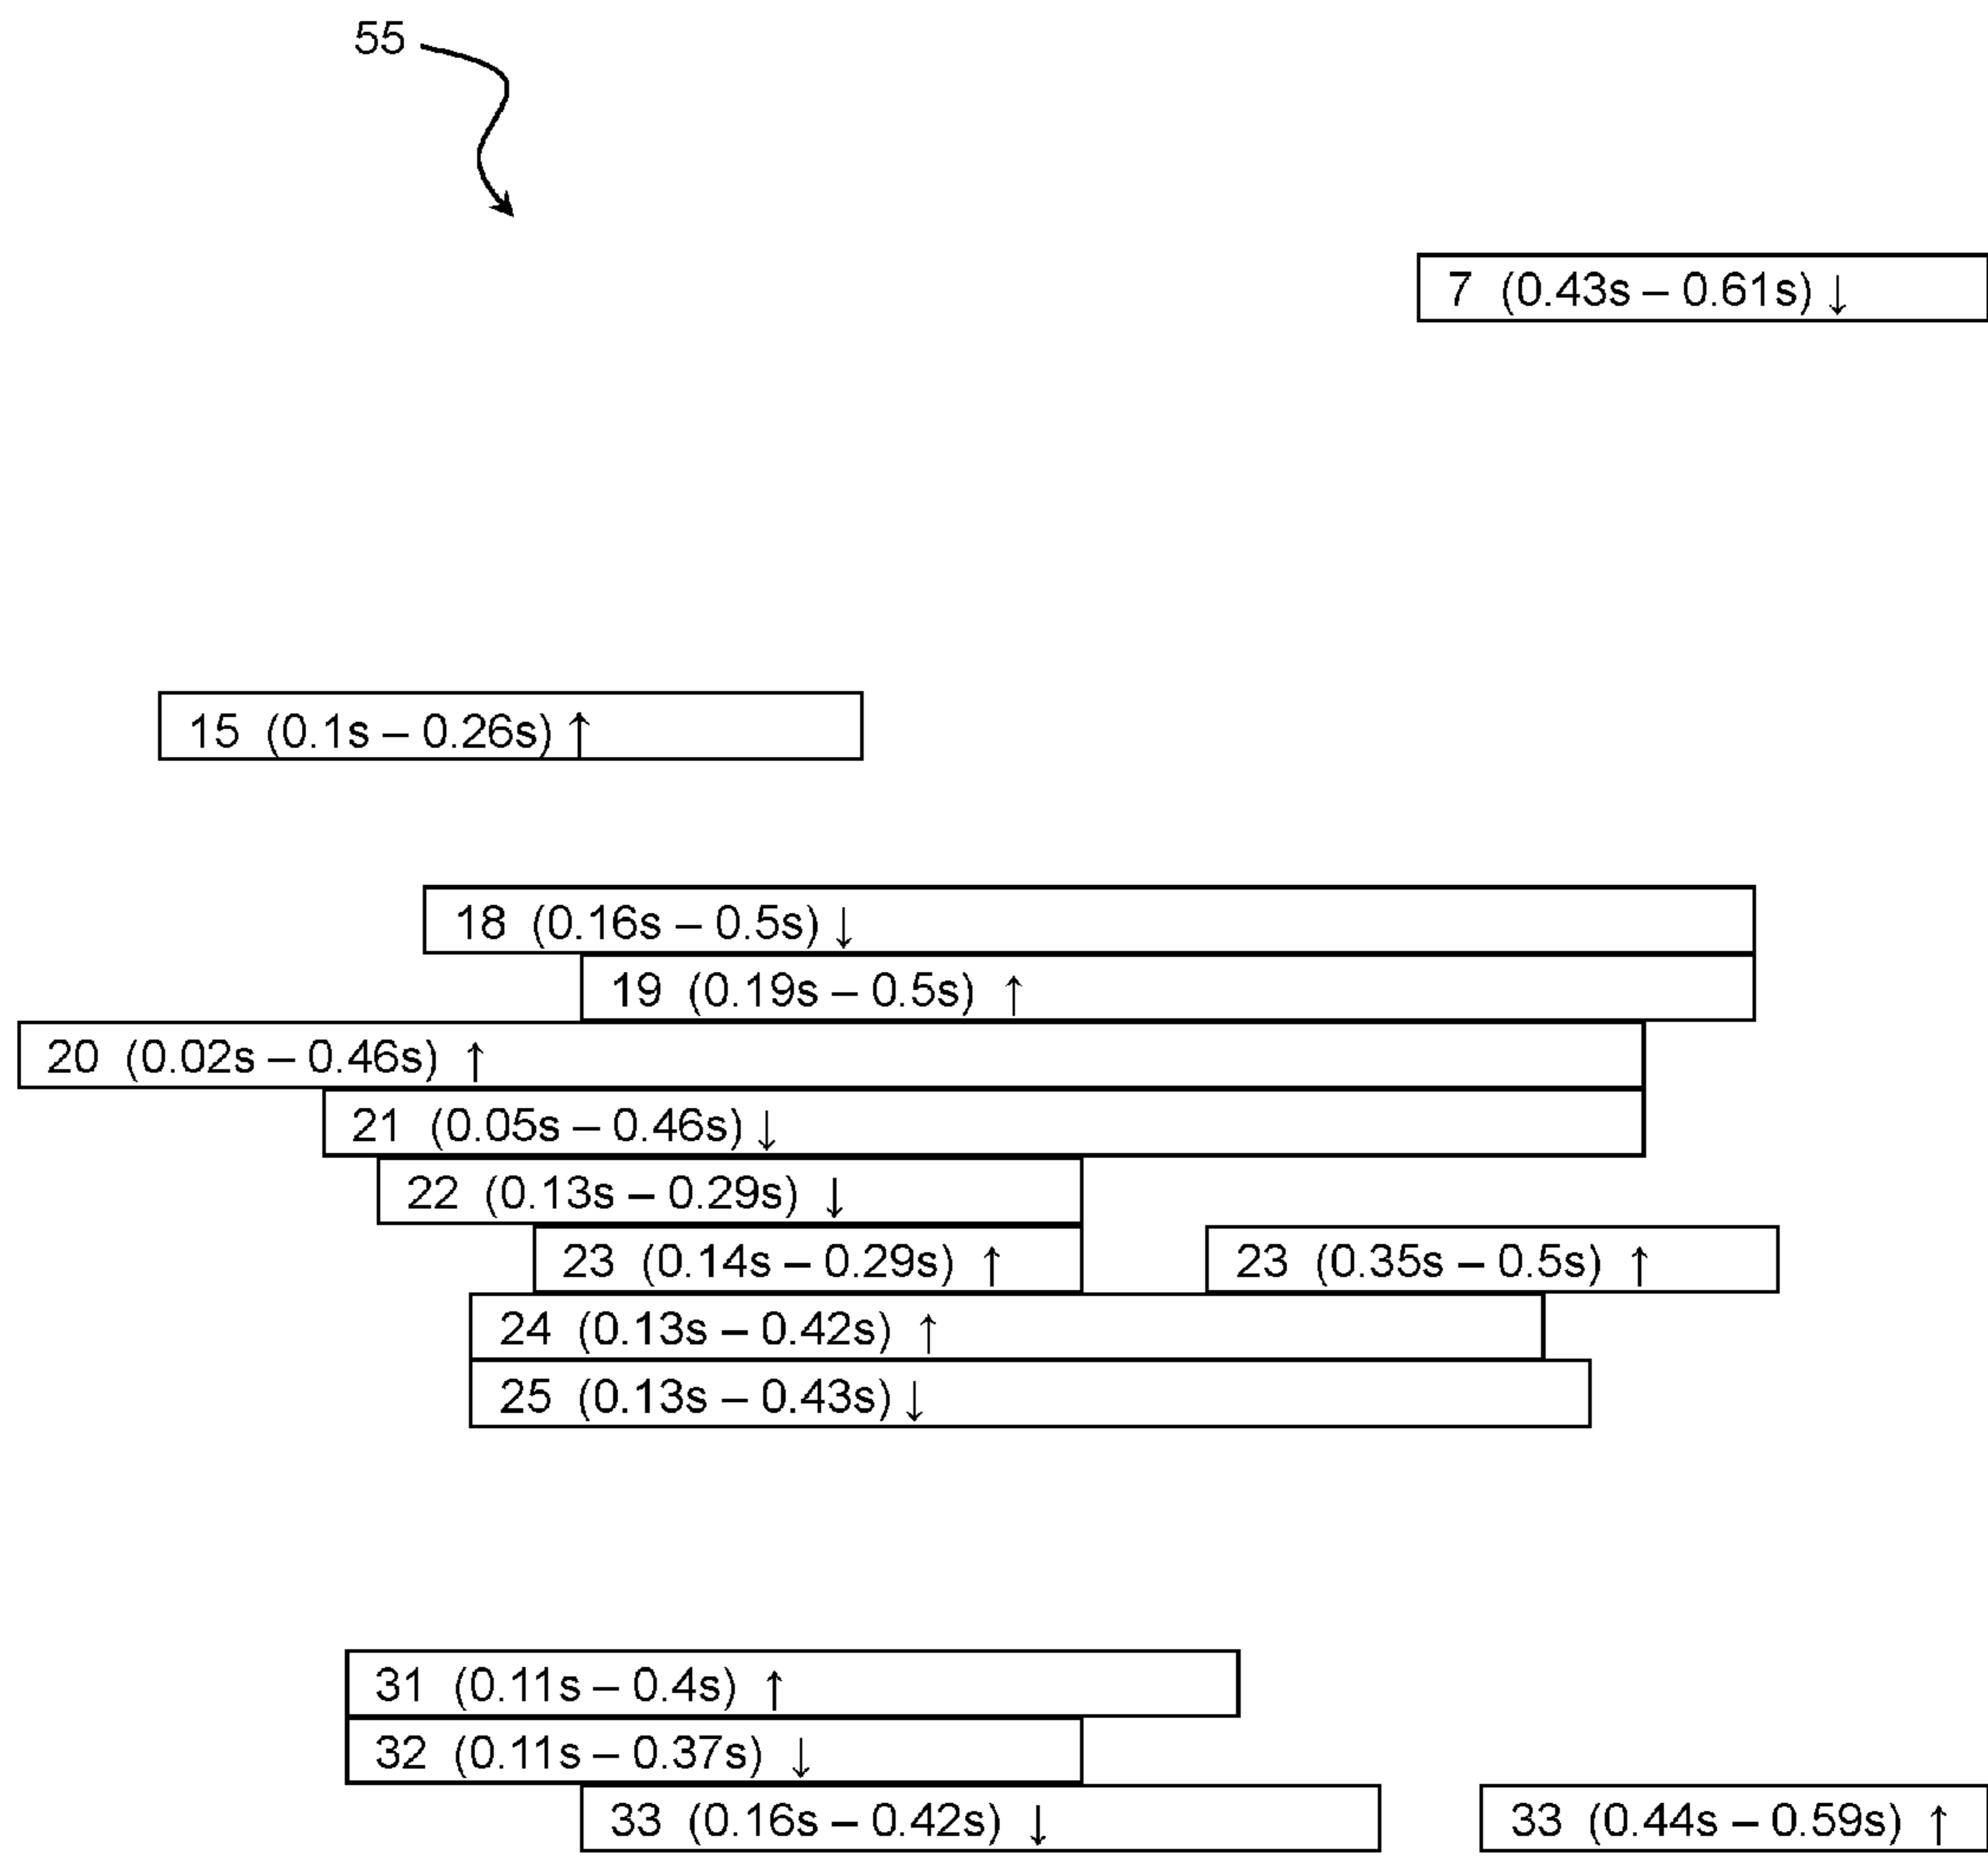 55
7 (0.43s – 0.61s) ↓
15 (0.1s – 0.26s) ↑
18 (0.16s – 0.5s) ↓
19 (0.19s – 0.5s) ↑
20 (0.02s – 0.46s) ↑
21 (0.05s – 0.46s) ↓
22 (0.13s – 0.29s) ↓
23 (0.14s – 0.29s) ↑ 23 (0.35s – 0.5s) ↑
24 (0.13s – 0.42s) ↑
25 (0.13s – 0.43s) ↓
31 (0.11s – 0.4s) ↑
32 (0.11s – 0.37s) ↓
33 (0.16s – 0.42s) ↓ 33 (0.44s – 0.59s) ↑